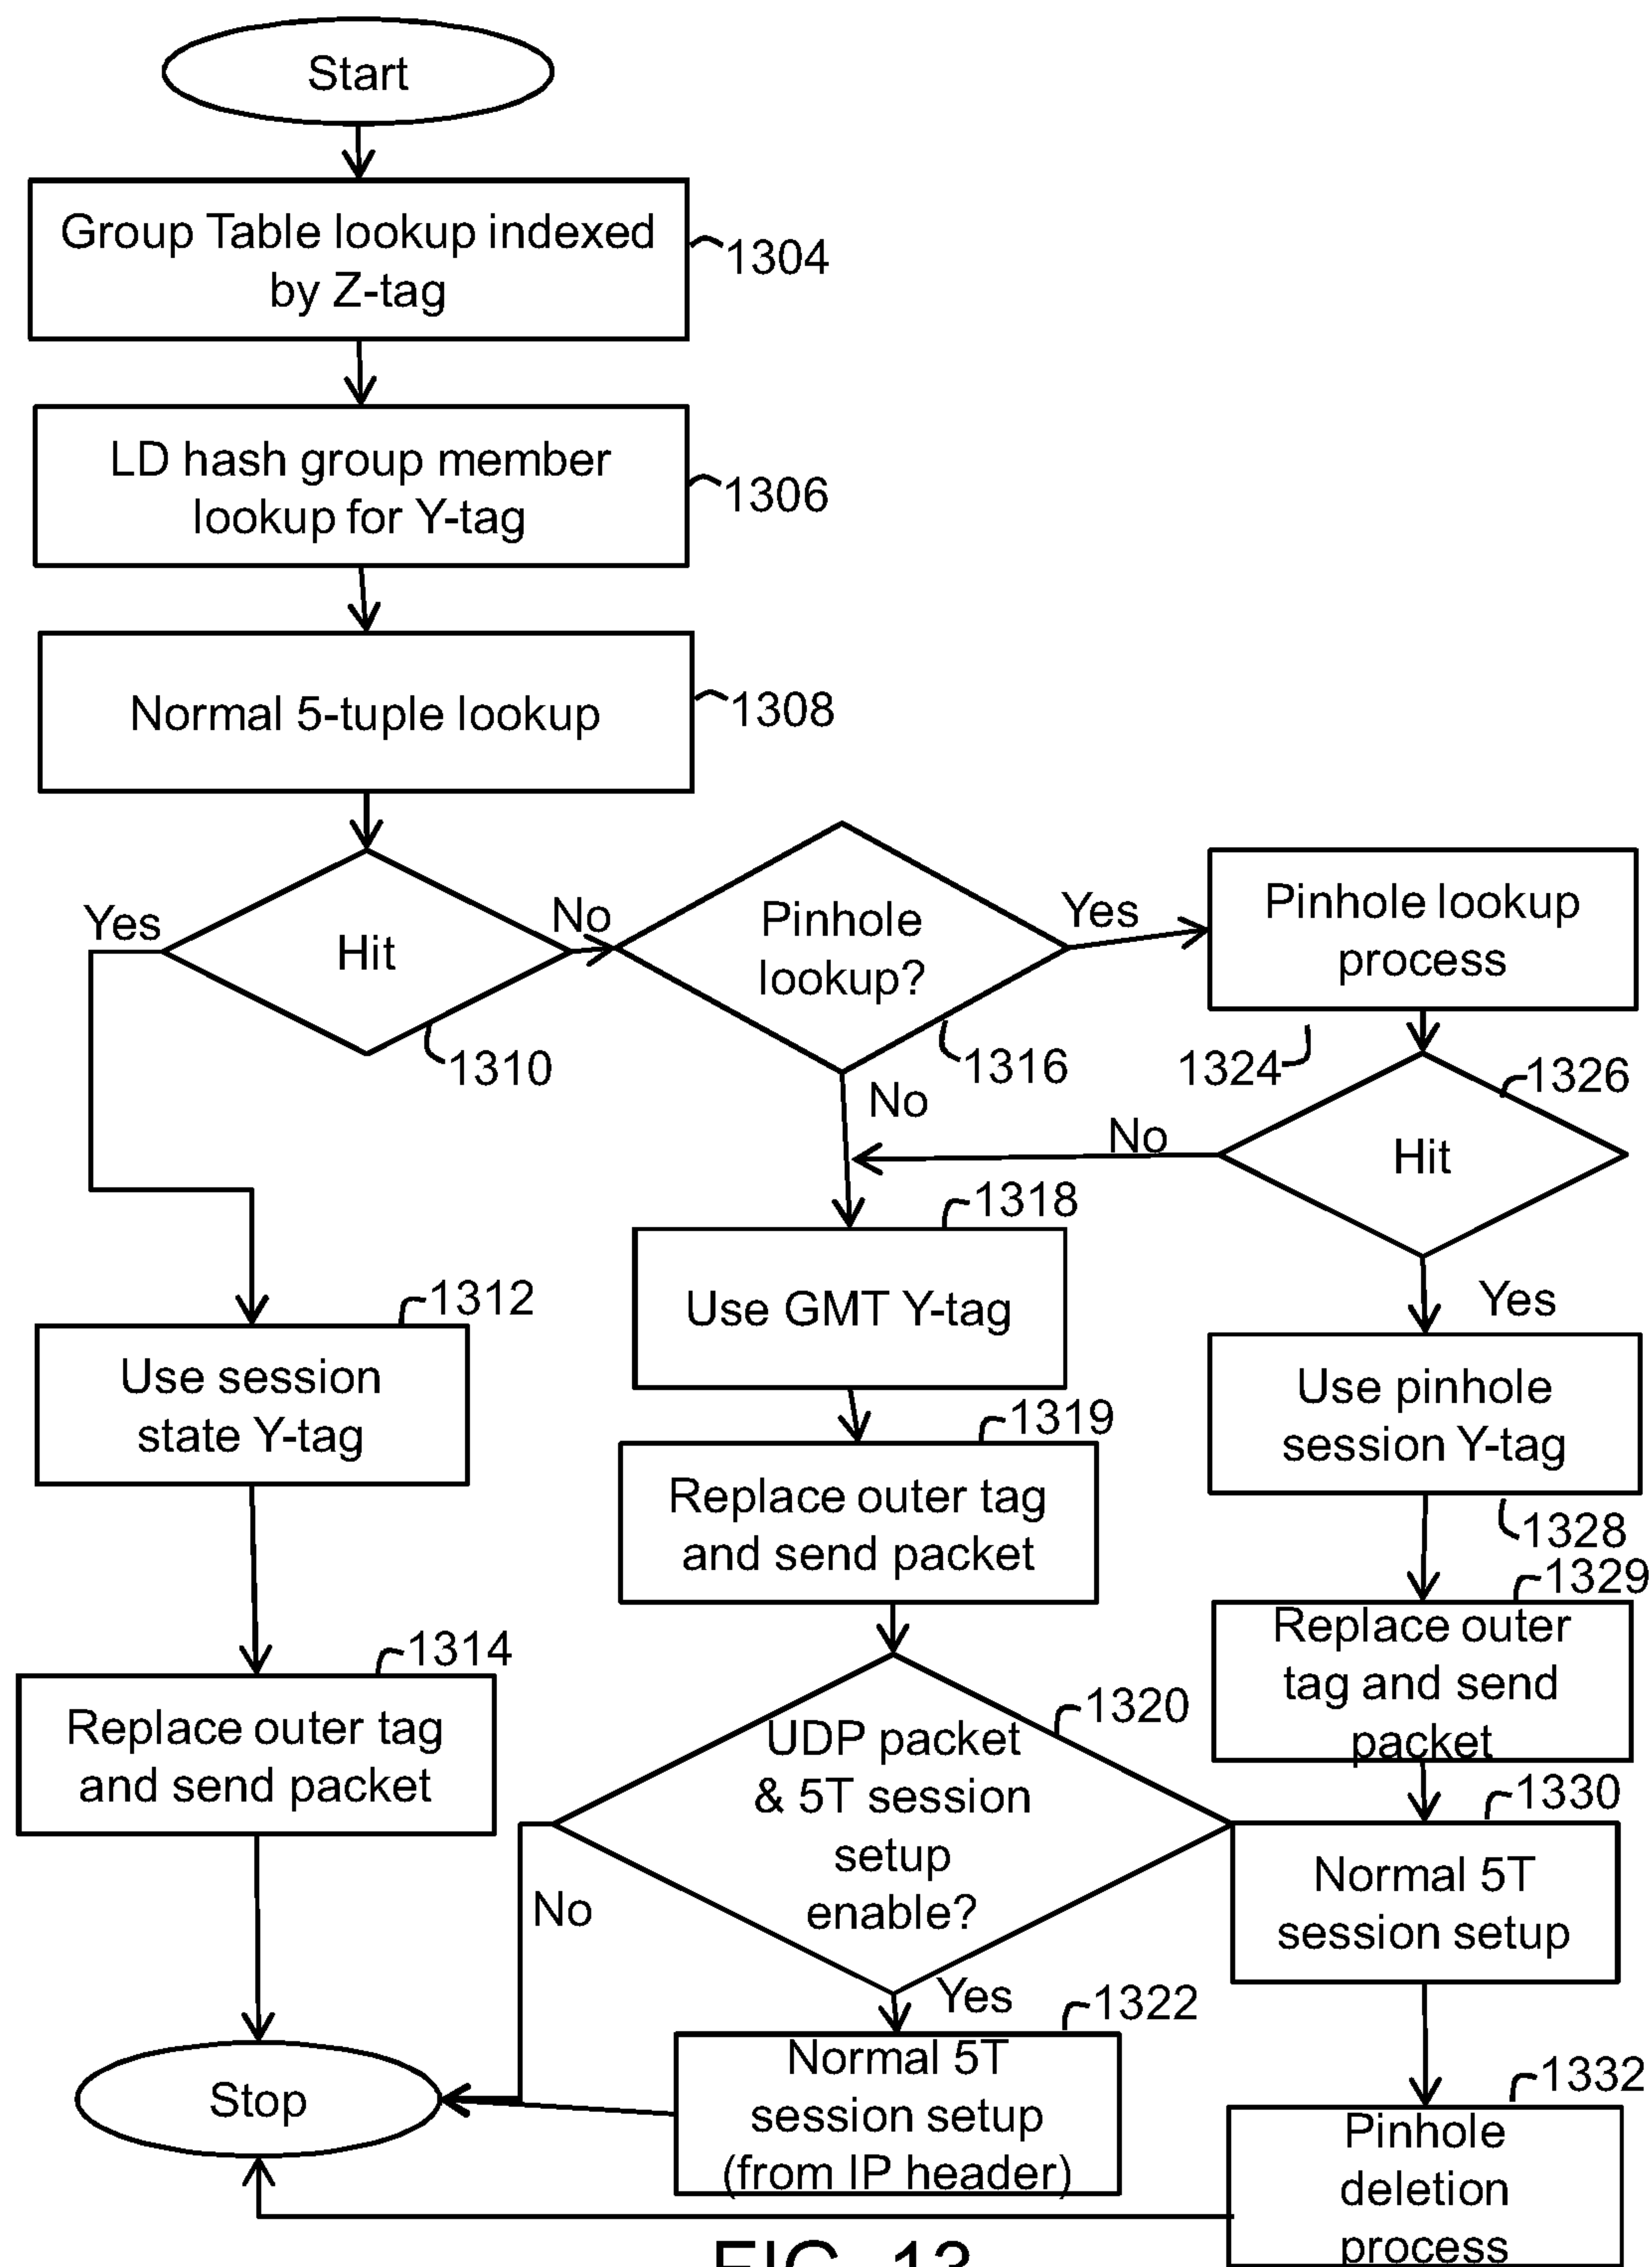 Start
Group Table lookup indexed
by Z-tag
1304
LD hash group member
lookup for Y-tag
1306
Normal 5-tuple lookup
1308
Yes
Hit
1310
No
Pinhole
lookup?
1316
Yes
Pinhole lookup
process
1324
1326
No
No
Hit
1318
Use GMT Y-tag
Yes
1312
Use session
state Y-tag
Use pinhole
session Y-tag
1328
1319
Replace outer tag
and send packet
1329
Replace outer
tag and send
packet
1314
Replace outer tag
and send packet
1320
UDP packet
& 5T session
setup
enable?
No
Yes
1330
Normal 5T
session setup
1322
Normal 5T
session setup
(from IP header)
Stop
1332
Pinhole
deletion
process
FIG. 13